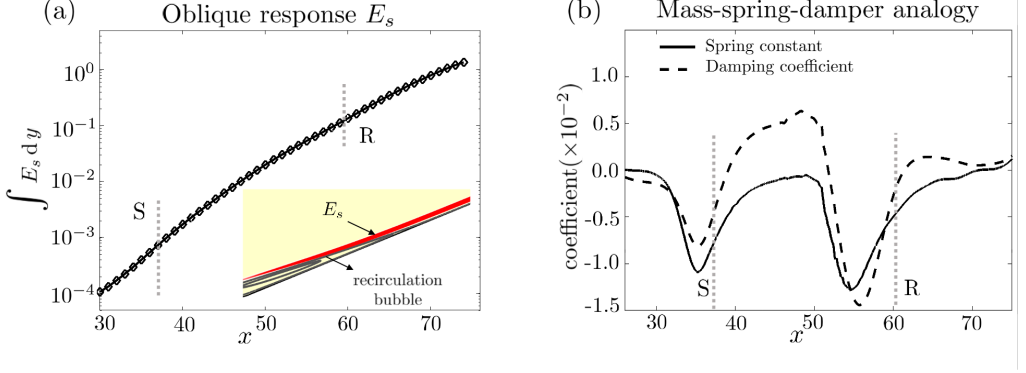 (a)
Oblique response E_s
∫ E_s d y
10^0
10^−1
10^−2
10^−3
10^−4
S
R
E_s
recirculation
bubble
30 40 50 60 70
x
(b)
Mass-spring-damper analogy
Spring constant
Damping coefficient
coefficient(×10^−2)
1.0
0.5
0.0
-0.5
-1.0
-1.5
S
R
30 40 50 60 70
x